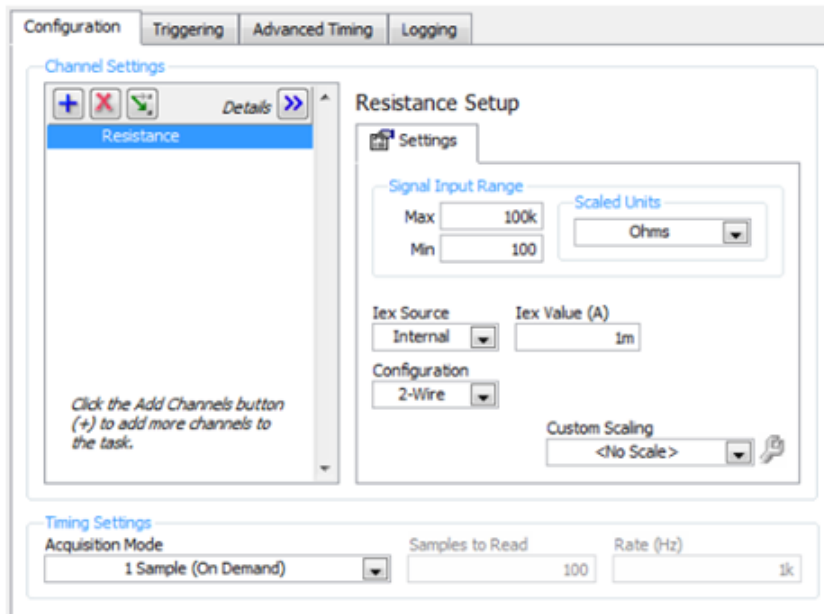 Configuration Triggering Advanced Timing Logging
Channel Settings
Details
Resistance
Click the Add Channels button
(+) to add more channels to
the task.
Resistance Setup
Settings
Signal Input Range
Max 100k
Min 100
Scaled Units
Ohms
Iex Source Iex Value (A)
Internal 1m
Configuration
2-Wire
Custom Scaling
<No Scale>
Timing Settings
Acquisition Mode Samples to Read Rate (Hz)
1 Sample (On Demand) 100 1k